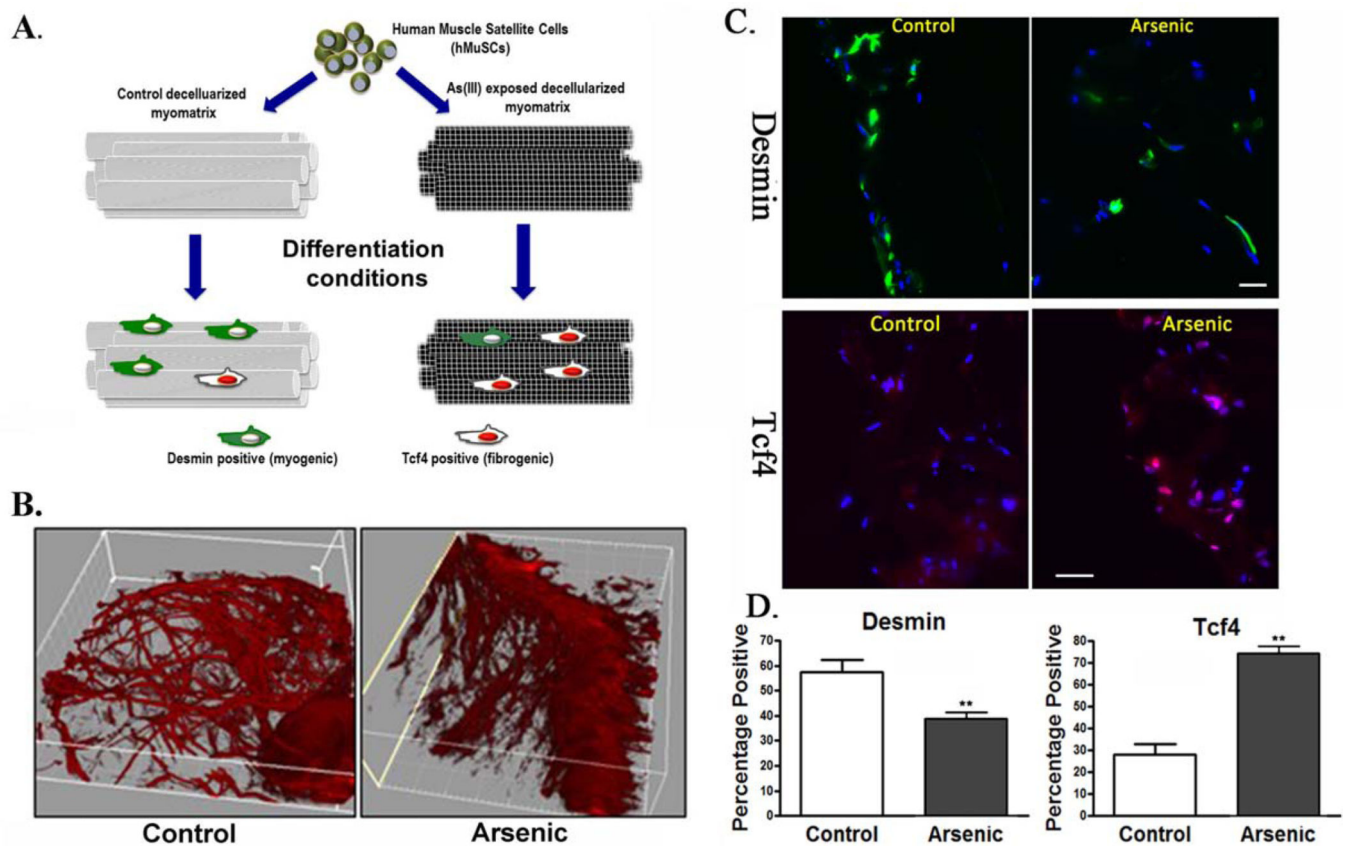 A.
Human Muscle Satellite Cells
(hMuSCs)
Control decelluarized
myomatrix
As(III) exposed decellularized
myomatrix
Differentiation
conditions
Desmin positive (myogenic)
Tcf4 positive (fibrogenic)
B.
Control
Arsenic
C.
Control
Arsenic
Desmin
Control
Arsenic
Tcf4
D.
Desmin
Percentage Positive
70
60
50
40
30
20
10
0
**
Control
Arsenic
Tcf4
Percentage Positive
80
70
60
50
40
30
20
10
0
**
Control
Arsenic